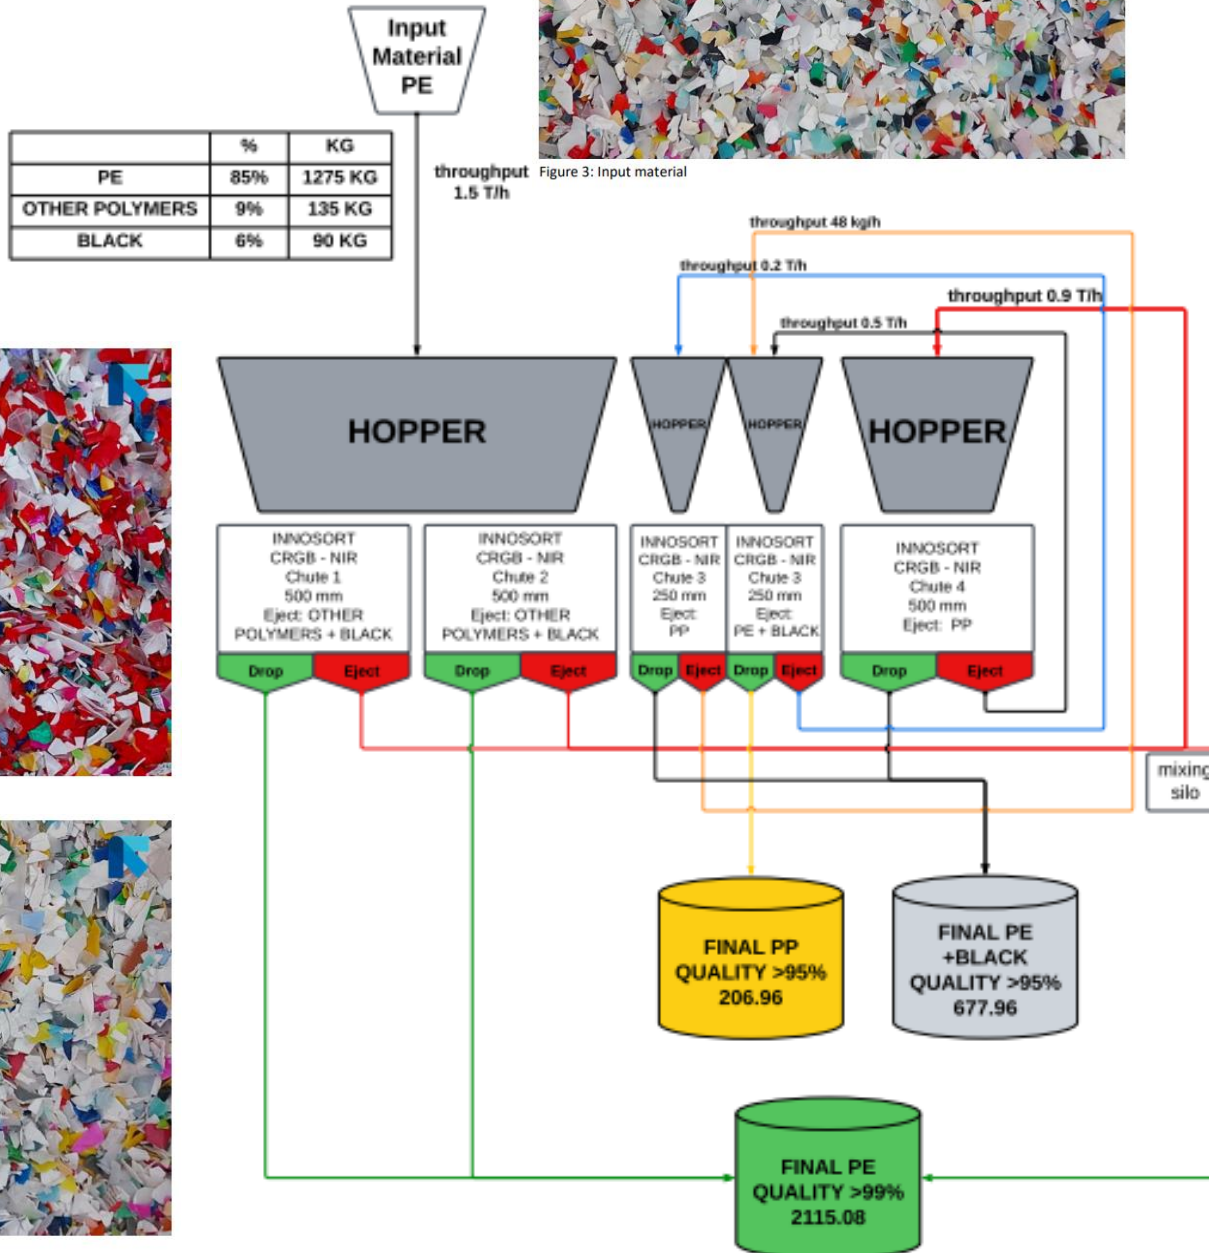 Input
Material
PE
% KG
PE 85% 1275 KG
OTHER POLYMERS 9% 135 KG
BLACK 6% 90 KG
throughput
1.5 T/h
Figure 3: Input material
throughput 48 kg/h
throughput 0.2 T/h
throughput 0.9 T/h
throughput 0.5 T/h
HOPPER
HOPPER
HOPPER
HOPPER
INNOSORT
CRGB - NIR
Chute 1
500 mm
Eject: OTHER
POLYMERS + BLACK
Drop
Eject
INNOSORT
CRGB - NIR
Chute 2
500 mm
Eject: OTHER
POLYMERS + BLACK
Drop
Eject
INNOSORT
CRGB - NIR
Chute 3
250 mm
Eject:
PP
Drop
Eject
INNOSORT
CRGB - NIR
Chute 3
250 mm
Eject:
PE + BLACK
Drop
Eject
INNOSORT
CRGB - NIR
Chute 4
500 mm
Eject: PP
Drop
Eject
mixing
silo
FINAL PP
QUALITY >95%
206.96
FINAL PE
+BLACK
QUALITY >95%
677.96
FINAL PE
QUALITY >99%
2115.08